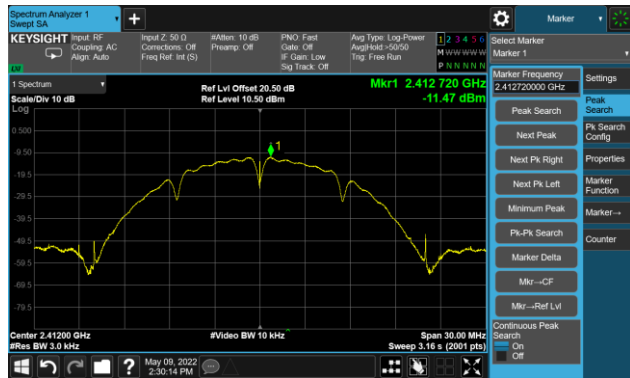 Spectrum Analyzer 1
Swept SA
Marker
KEYSIGHT
Input: RF
Coupling: AC
Align: Auto
Input Z: 50 Ω
Corrections: Off
Freq Ref: Int (S)
#Atten: 10 dB
Preamp: Off
PNO: Fast
Gate: Off
IF Gain: Low
Sig Track: Off
Avg Type: Log-Power
Avg|Hold:>50/50
Trig: Free Run
1 2 3 4 5 6
M W W W W W
P N N N N N
Select Marker
Marker 1
1 Spectrum
Scale/Div 10 dB
Log
Ref Lvl Offset 20.50 dB
Ref Level 10.50 dBm
Mkr1 2.412 720 GHz
-11.47 dBm
1
0.500
-9.50
-19.5
-29.5
-39.5
-49.5
-59.5
-69.5
-79.5
Center 2.41200 GHz
#Res BW 3.0 kHz
#Video BW 10 kHz
Span 30.00 MHz
Sweep 3.16 s (2001 pts)
Marker Frequency
2.412720000 GHz
Peak Search
Next Peak
Next Pk Right
Next Pk Left
Minimum Peak
Pk-Pk Search
Marker Delta
Mkr→CF
Mkr→Ref Lvl
Continuous Peak
Search
On
Off
Settings
Peak
Search
Pk Search
Config
Properties
Marker
Function
Marker→
Counter
?
May 09, 2022
2:30:14 PM